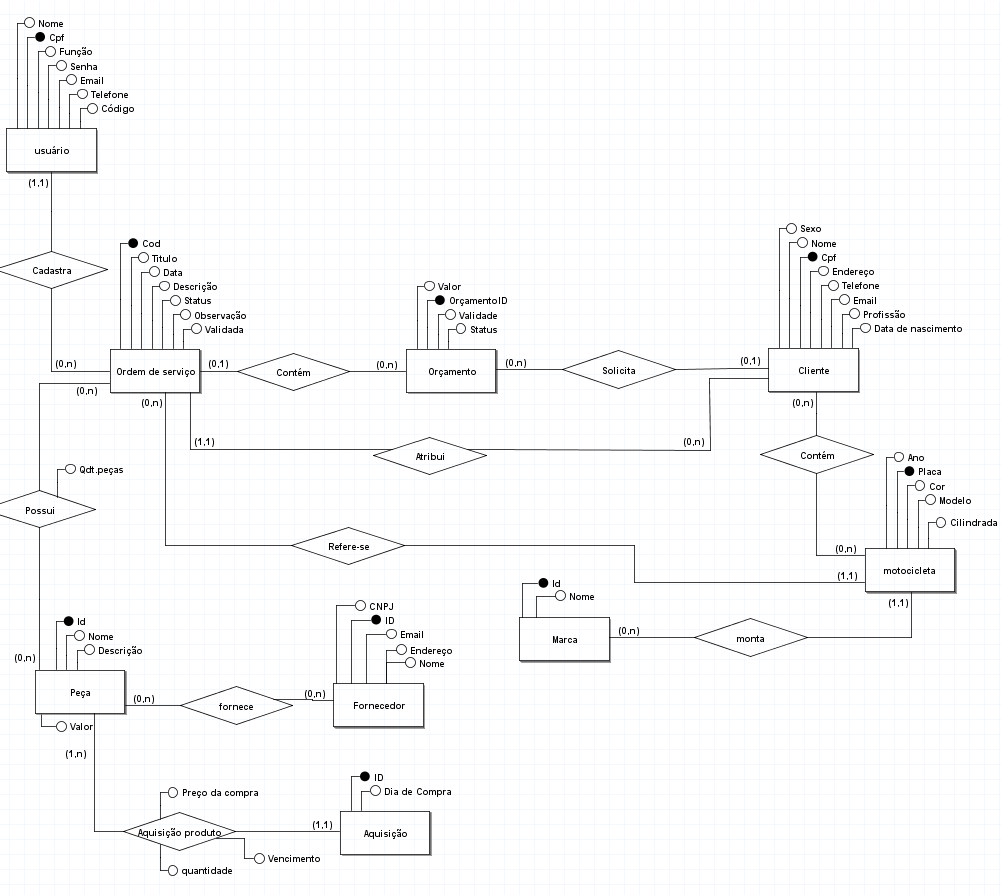 Nome
Cpf
Função
Senha
Email
Telefone
Código
usuário
(1,1)
Cadastra
(0,n)
Cod
Titulo
Data
Descrição
Status
Observação
Validada
Ordem de serviço
(0,1)
Contém
(0,n)
Valor
OrçamentoID
Validade
Status
Orçamento
(0,n)
Solicita
(0,1)
Sexo
Nome
Cpf
Endereço
Telefone
Email
Profissão
Data de nascimento
Cliente
(0,n)
(0,n)
(0,n)
(1,1)
Atribui
(0,n)
Contém
Ano
Placa
Cor
Modelo
Cilindrada
Qdt.peças
Possui
Refere-se
(0,n)
(1,1)
motocicleta
(1,1)
Id
Nome
Marca
(0,n)
monta
Id
Nome
Descrição
(0,n)
Peça
Valor
(0,n)
fornece
(0,n)
CNPJ
ID
Email
Endereço
Nome
Fornecedor
(1,n)
Preço da compra
Aquisição produto
Vencimento
quantidade
(1,1)
ID
Dia de Compra
Aquisição